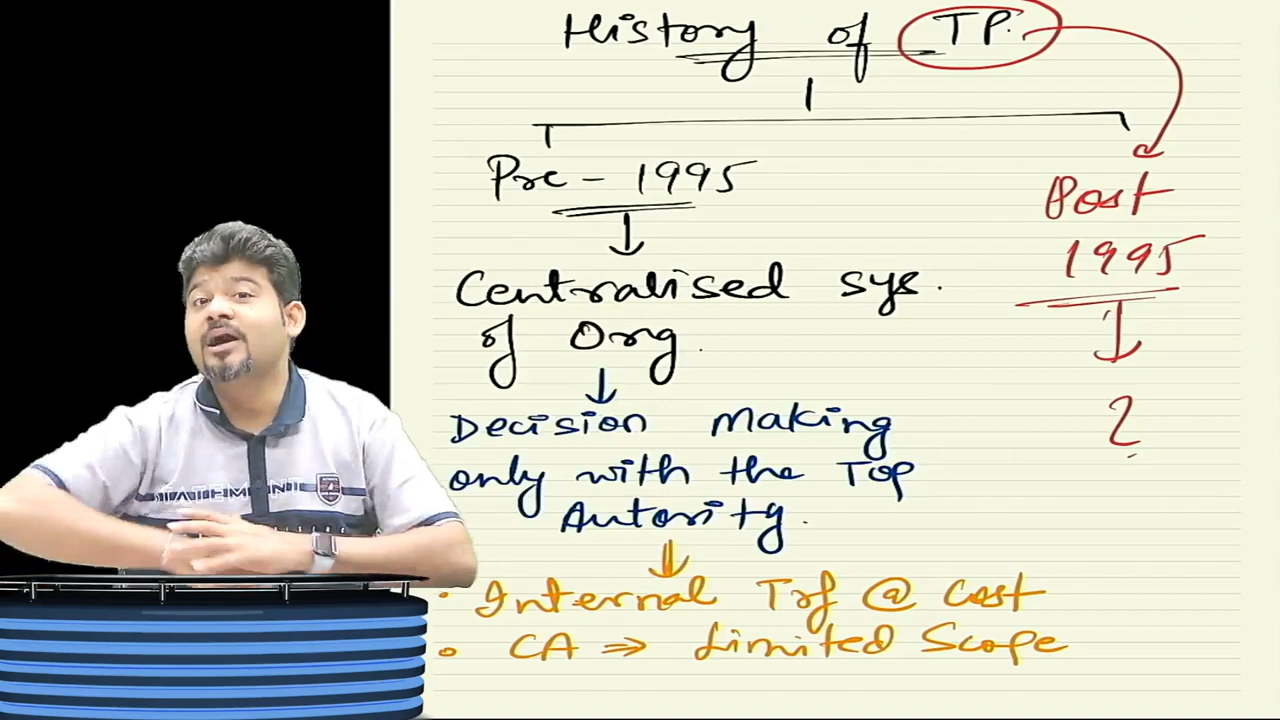 History of TP.
Pre - 1995
Centralised sys.
of Org.
Decision Making
only with the Top
Autority.
• Internal Trf @ Cost
• CA ⇒ Limited Scope
Post
1995
?
STATEMENT